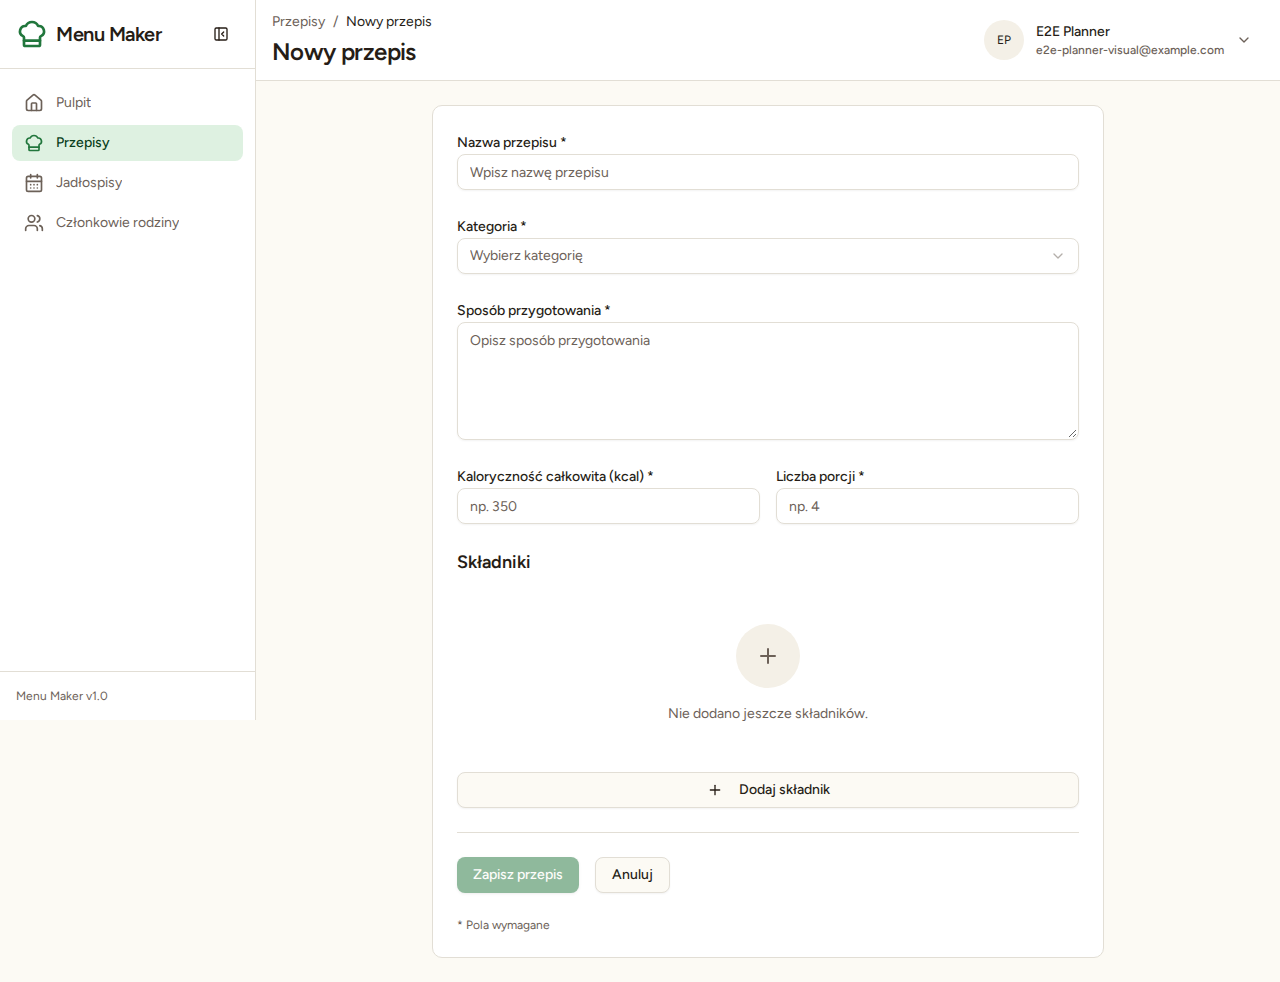 Menu Maker
Pulpit
Przepisy
Jadłospisy
Członkowie rodziny
Menu Maker v1.0
Przepisy / Nowy przepis
Nowy przepis
EP
E2E Planner
e2e-planner-visual@example.com
Nazwa przepisu *
Wpisz nazwę przepisu
Kategoria *
Wybierz kategorię
Sposób przygotowania *
Opisz sposób przygotowania
Kaloryczność całkowita (kcal) *
np. 350
Liczba porcji *
np. 4
Składniki
Nie dodano jeszcze składników.
Dodaj składnik
Zapisz przepis
Anuluj
* Pola wymagane